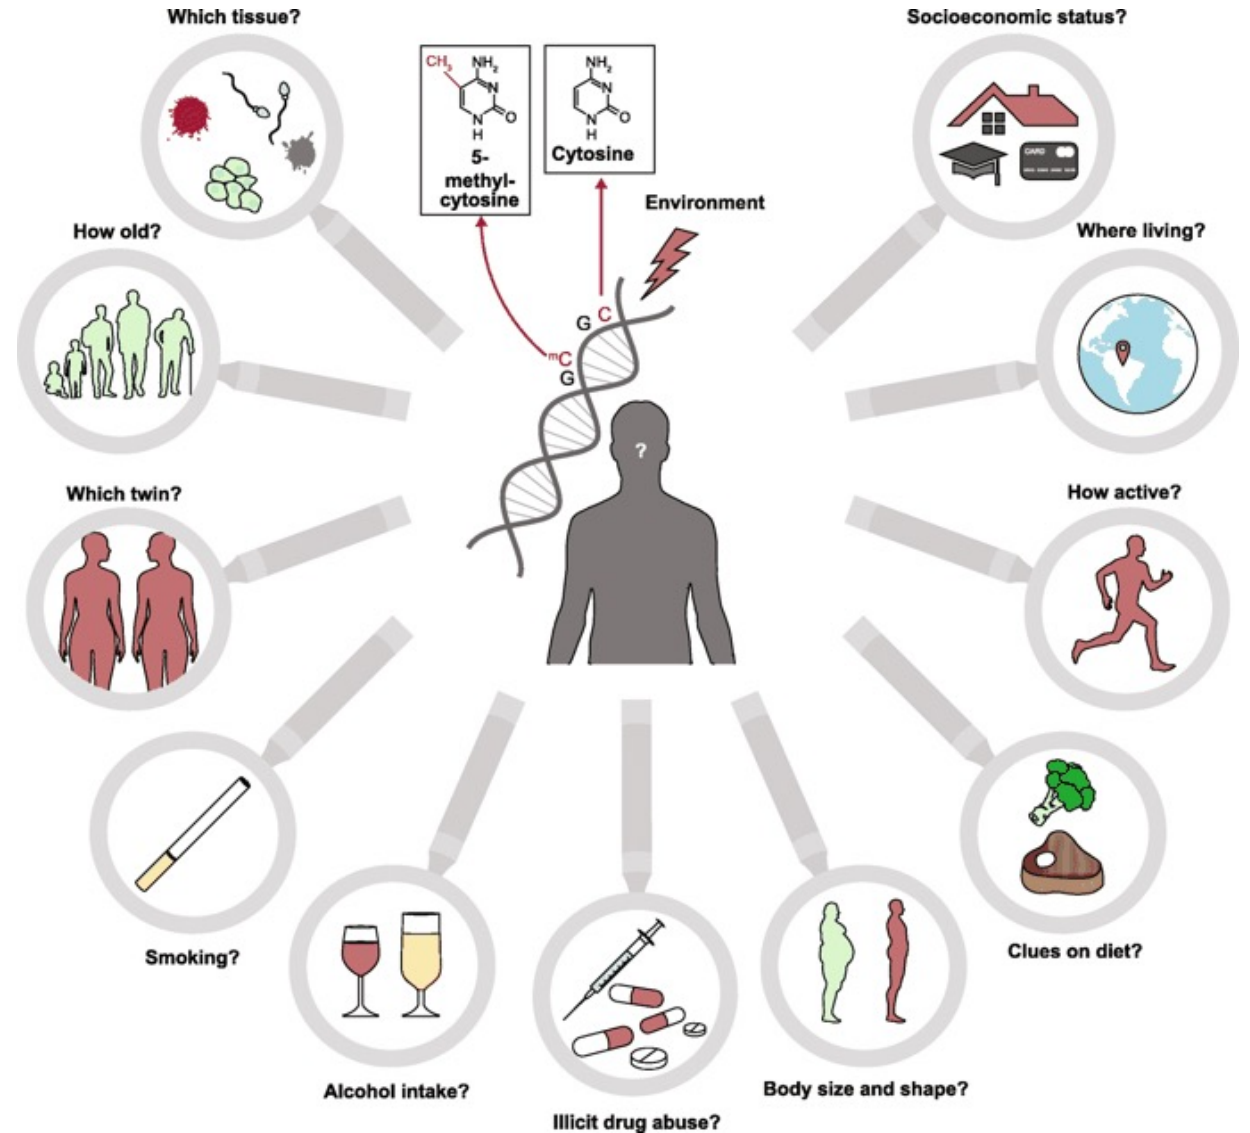 Which tissue?
Socioeconomic status?
CH3
NH2
N
N
H
O
5-
methyl-
cytosine
NH2
N
N
H
O
Cytosine
Environment
CARD
How old?
Where living?
G
C
mC
G
?
Which twin?
How active?
Smoking?
Clues on diet?
Alcohol intake?
Body size and shape?
Illicit drug abuse?